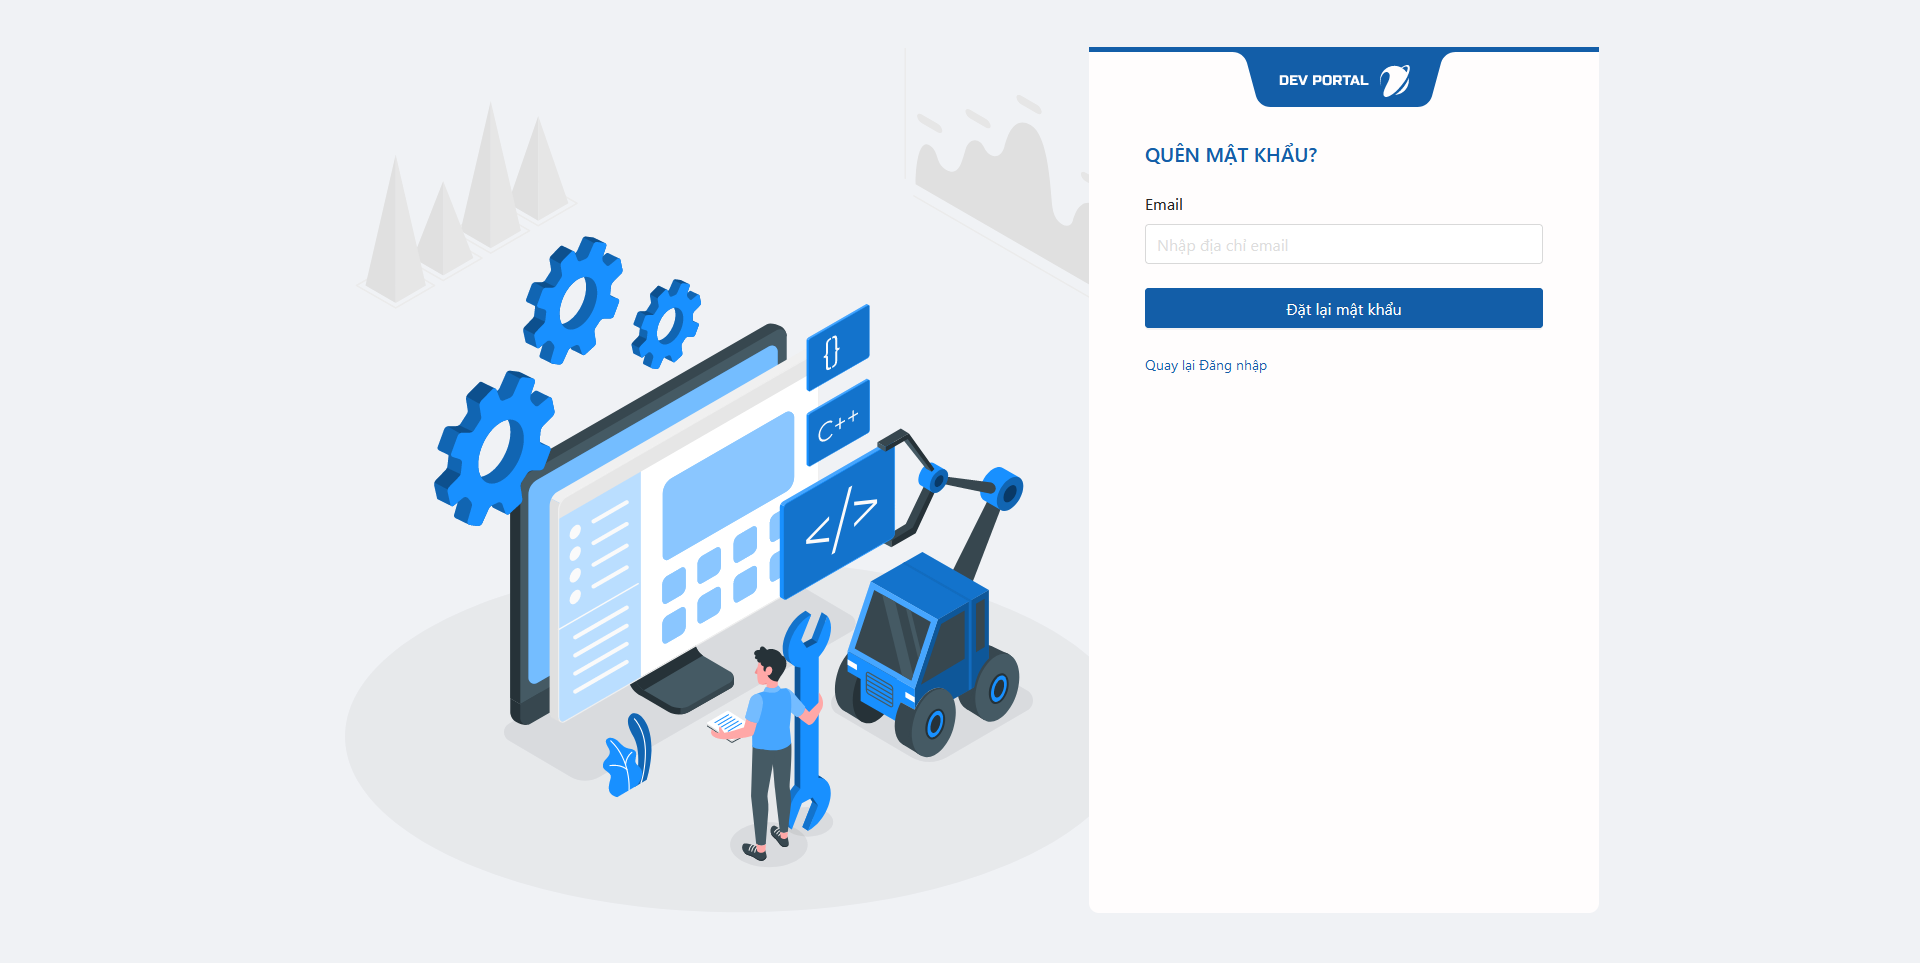 DEV PORTAL
QUÊN MẬT KHẨU?
Email
Nhập địa chỉ email
Đặt lại mật khẩu
Quay lại Đăng nhập
{}
C++
</>